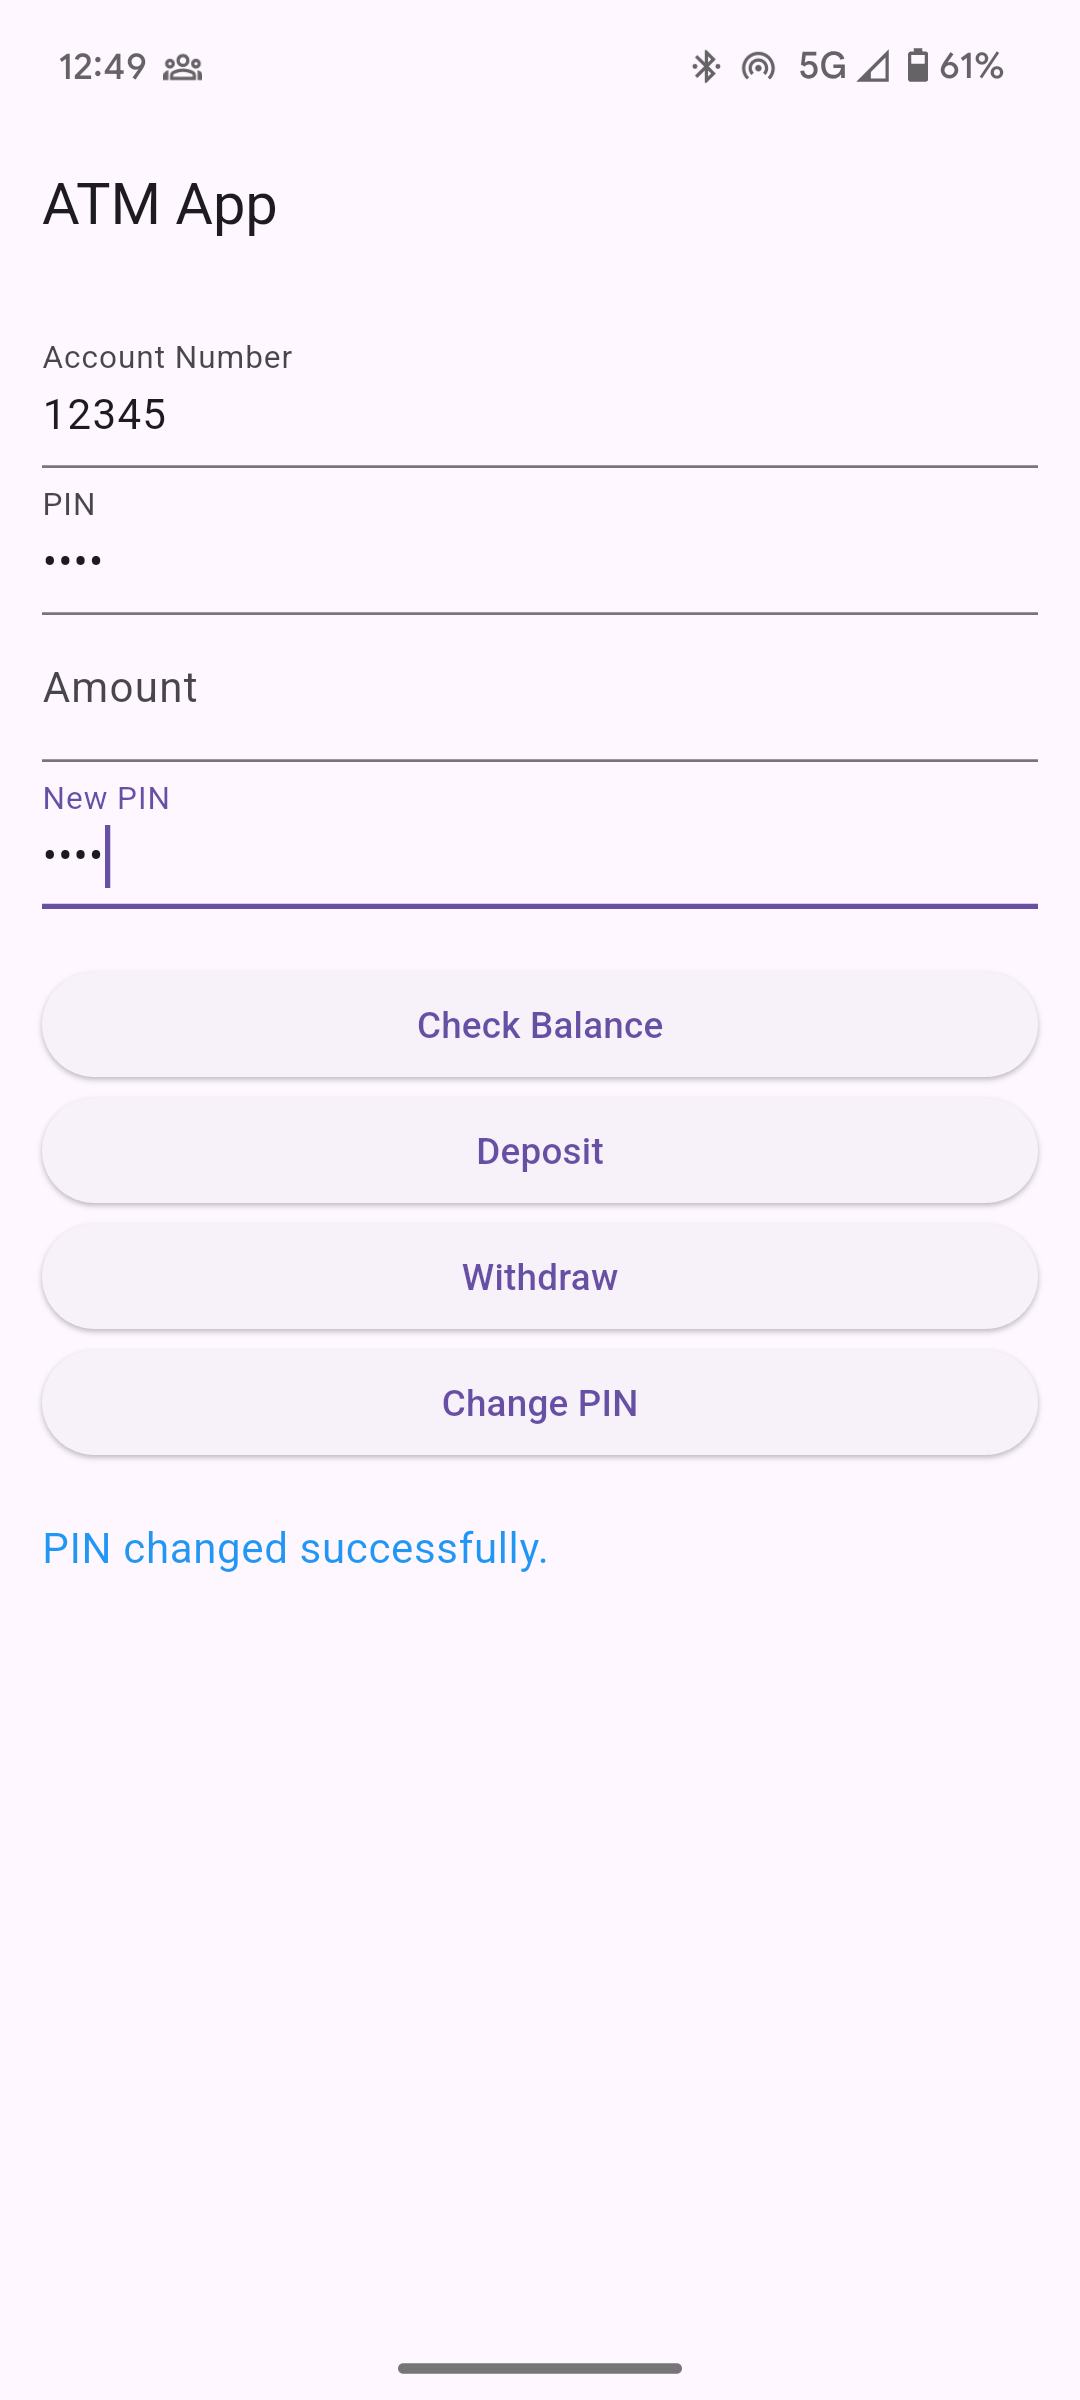 12:49 5G 61%
ATM App
Account Number
12345
PIN
••••
Amount
New PIN
••••
Check Balance
Deposit
Withdraw
Change PIN
PIN changed successfully.